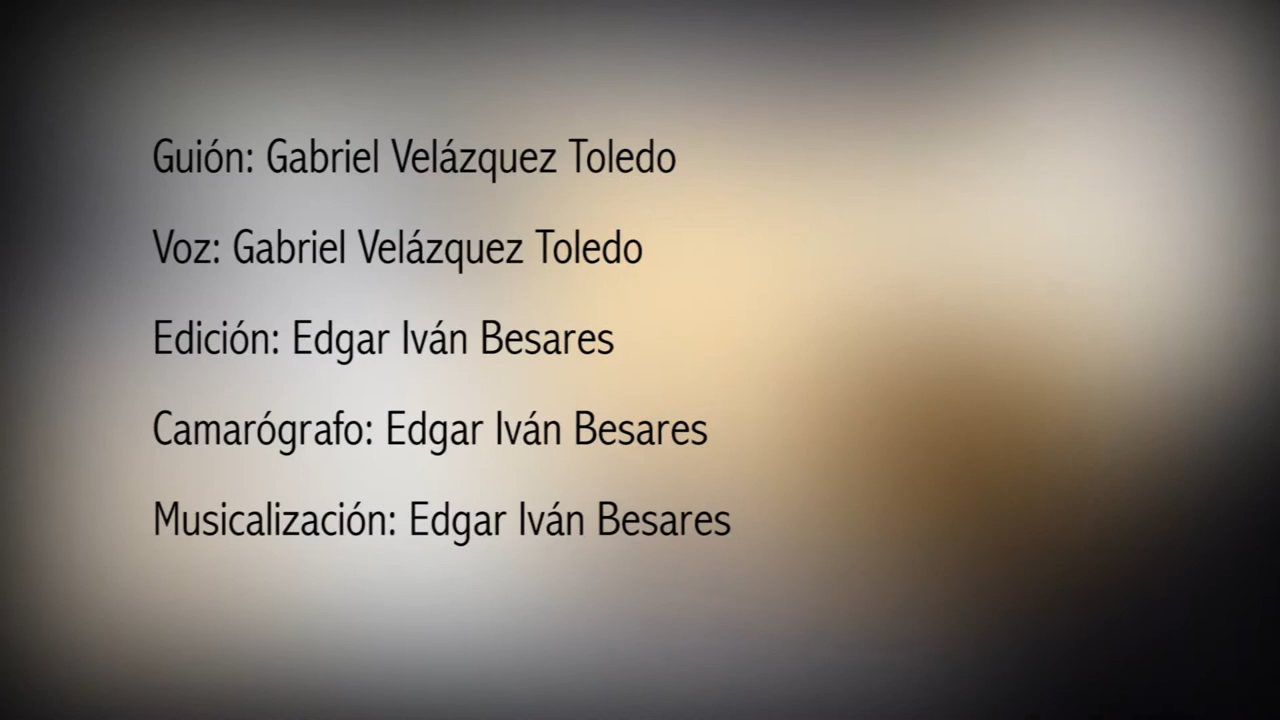 Guión: Gabriel Velázquez Toledo
Voz: Gabriel Velázquez Toledo
Edición: Edgar Iván Besares
Camarógrafo: Edgar Iván Besares
Musicalización: Edgar Iván Besares